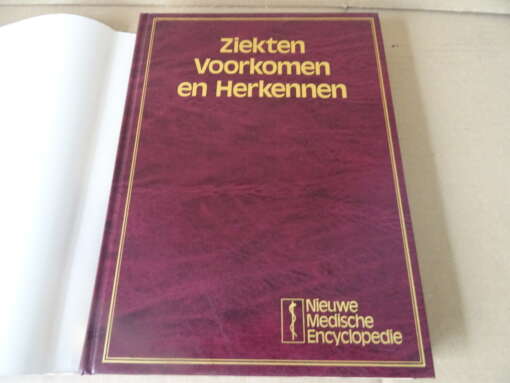 Ziekten
Voorkomen
en Herkennen
Nieuwe
Medische
Encyclopedie